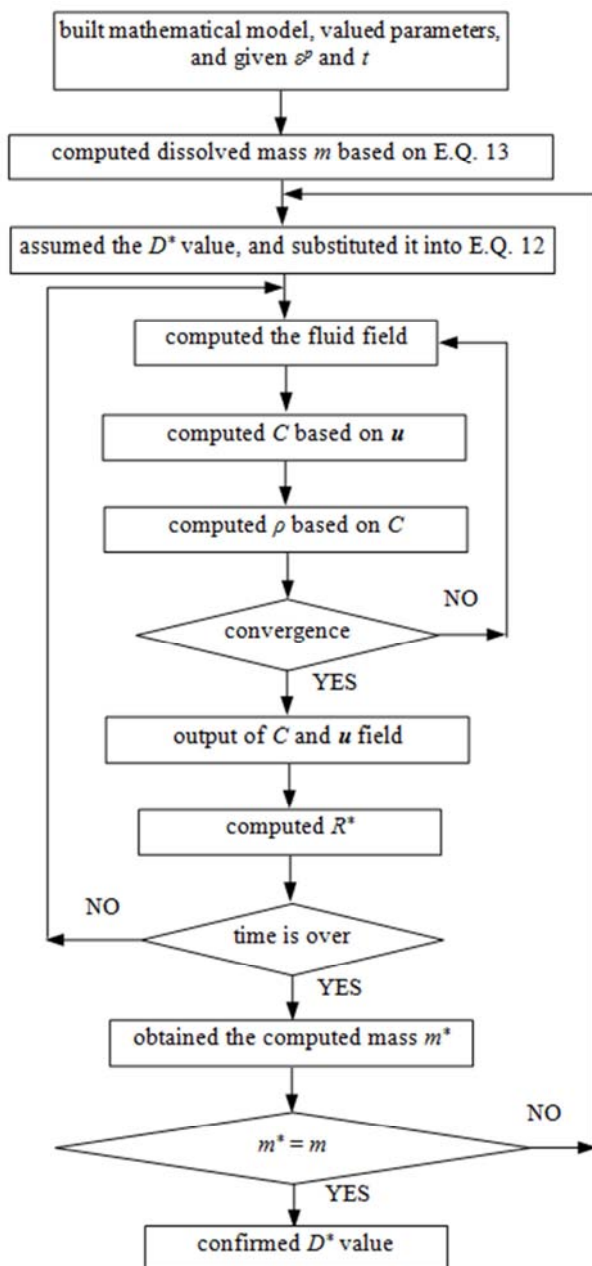 built mathematical model, valued parameters,
and given εᵖ and t
computed dissolved mass m based on E.Q. 13
assumed the D* value, and substituted it into E.Q. 12
computed the fluid field
computed C based on u
computed ρ based on C
NO
convergence
YES
output of C and u field
computed R*
NO
time is over
YES
obtained the computed mass m*
NO
m* = m
YES
confirmed D* value